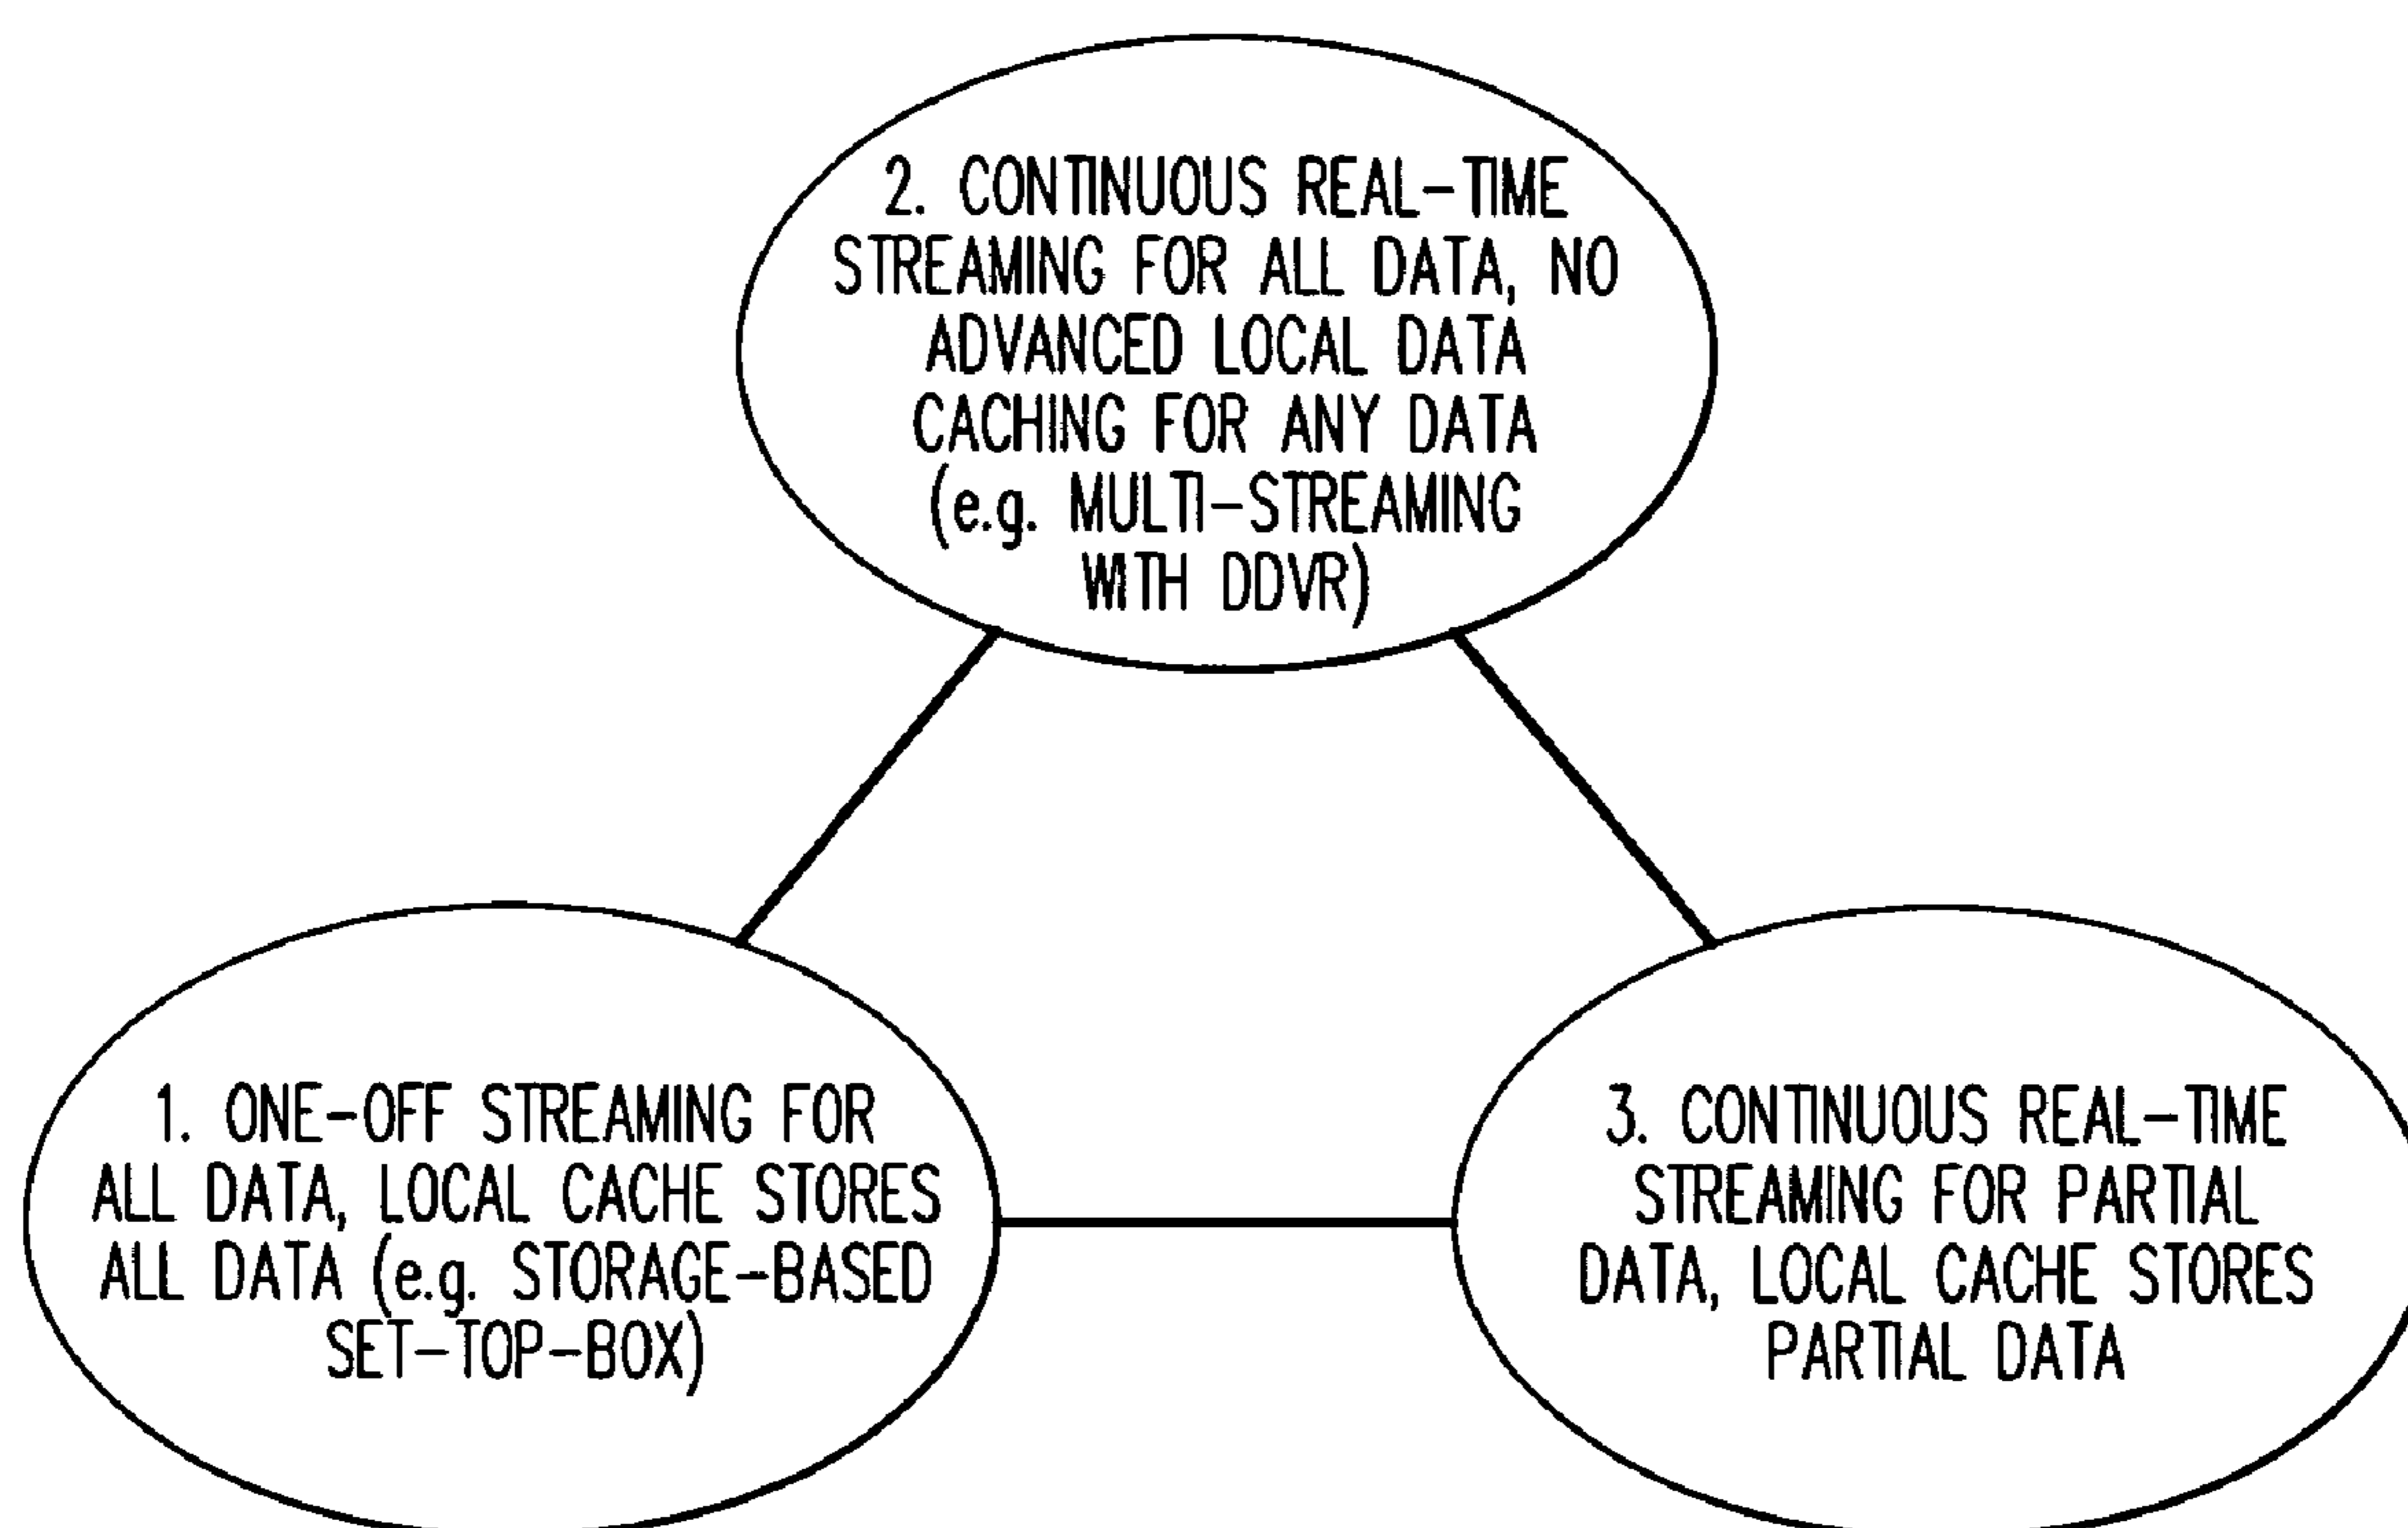 2. CONTINUOUS REAL-TIME
STREAMING FOR ALL DATA, NO
ADVANCED LOCAL DATA
CACHING FOR ANY DATA
(e.g. MULTI-STREAMING
WITH DDVR)
1. ONE-OFF STREAMING FOR
ALL DATA, LOCAL CACHE STORES
ALL DATA (e.g. STORAGE-BASED
SET-TOP-BOX)
3. CONTINUOUS REAL-TIME
STREAMING FOR PARTIAL
DATA, LOCAL CACHE STORES
PARTIAL DATA